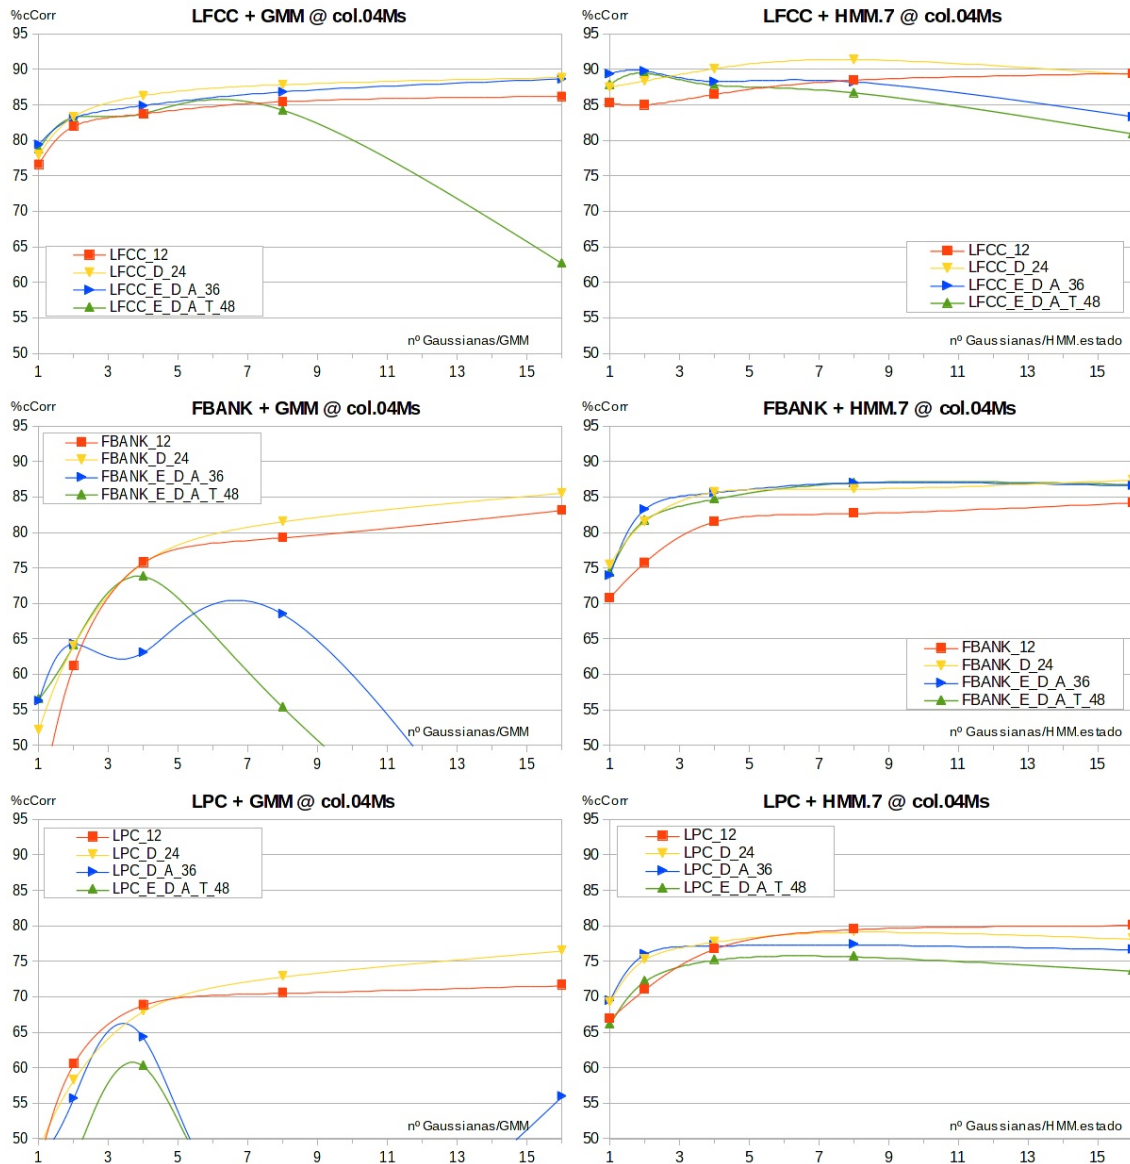 %cCorr
LFCC + GMM @ col.04Ms
95
90
85
80
75
70
65
60
55
50
LFCC_12
LFCC_D_24
LFCC_E_D_A_36
LFCC_E_D_A_T_48
nº Gaussianas/GMM
1 3 5 7 9 11 13 15
%cCorr
LFCC + HMM.7 @ col.04Ms
95
90
85
80
75
70
65
60
55
50
LFCC_12
LFCC_D_24
LFCC_E_D_A_36
LFCC_E_D_A_T_48
nº Gaussianas/HMM.estado
1 3 5 7 9 11 13 15
%cCorr
FBANK + GMM @ col.04Ms
95
90
85
80
75
70
65
60
55
50
FBANK_12
FBANK_D_24
FBANK_E_D_A_36
FBANK_E_D_A_T_48
nº Gaussianas/GMM
1 3 5 7 9 11 13 15
%cCorr
FBANK + HMM.7 @ col.04Ms
95
90
85
80
75
70
65
60
55
50
FBANK_12
FBANK_D_24
FBANK_E_D_A_36
FBANK_E_D_A_T_48
nº Gaussianas/HMM.estado
1 3 5 7 9 11 13 15
%cCorr
LPC + GMM @ col.04Ms
95
90
85
80
75
70
65
60
55
50
LPC_12
LPC_D_24
LPC_D_A_36
LPC_E_D_A_T_48
nº Gaussianas/GMM
1 3 5 7 9 11 13 15
%cCorr
LPC + HMM.7 @ col.04Ms
95
90
85
80
75
70
65
60
55
50
LPC_12
LPC_D_24
LPC_D_A_36
LPC_E_D_A_T_48
nº Gaussianas/HMM.estado
1 3 5 7 9 11 13 15